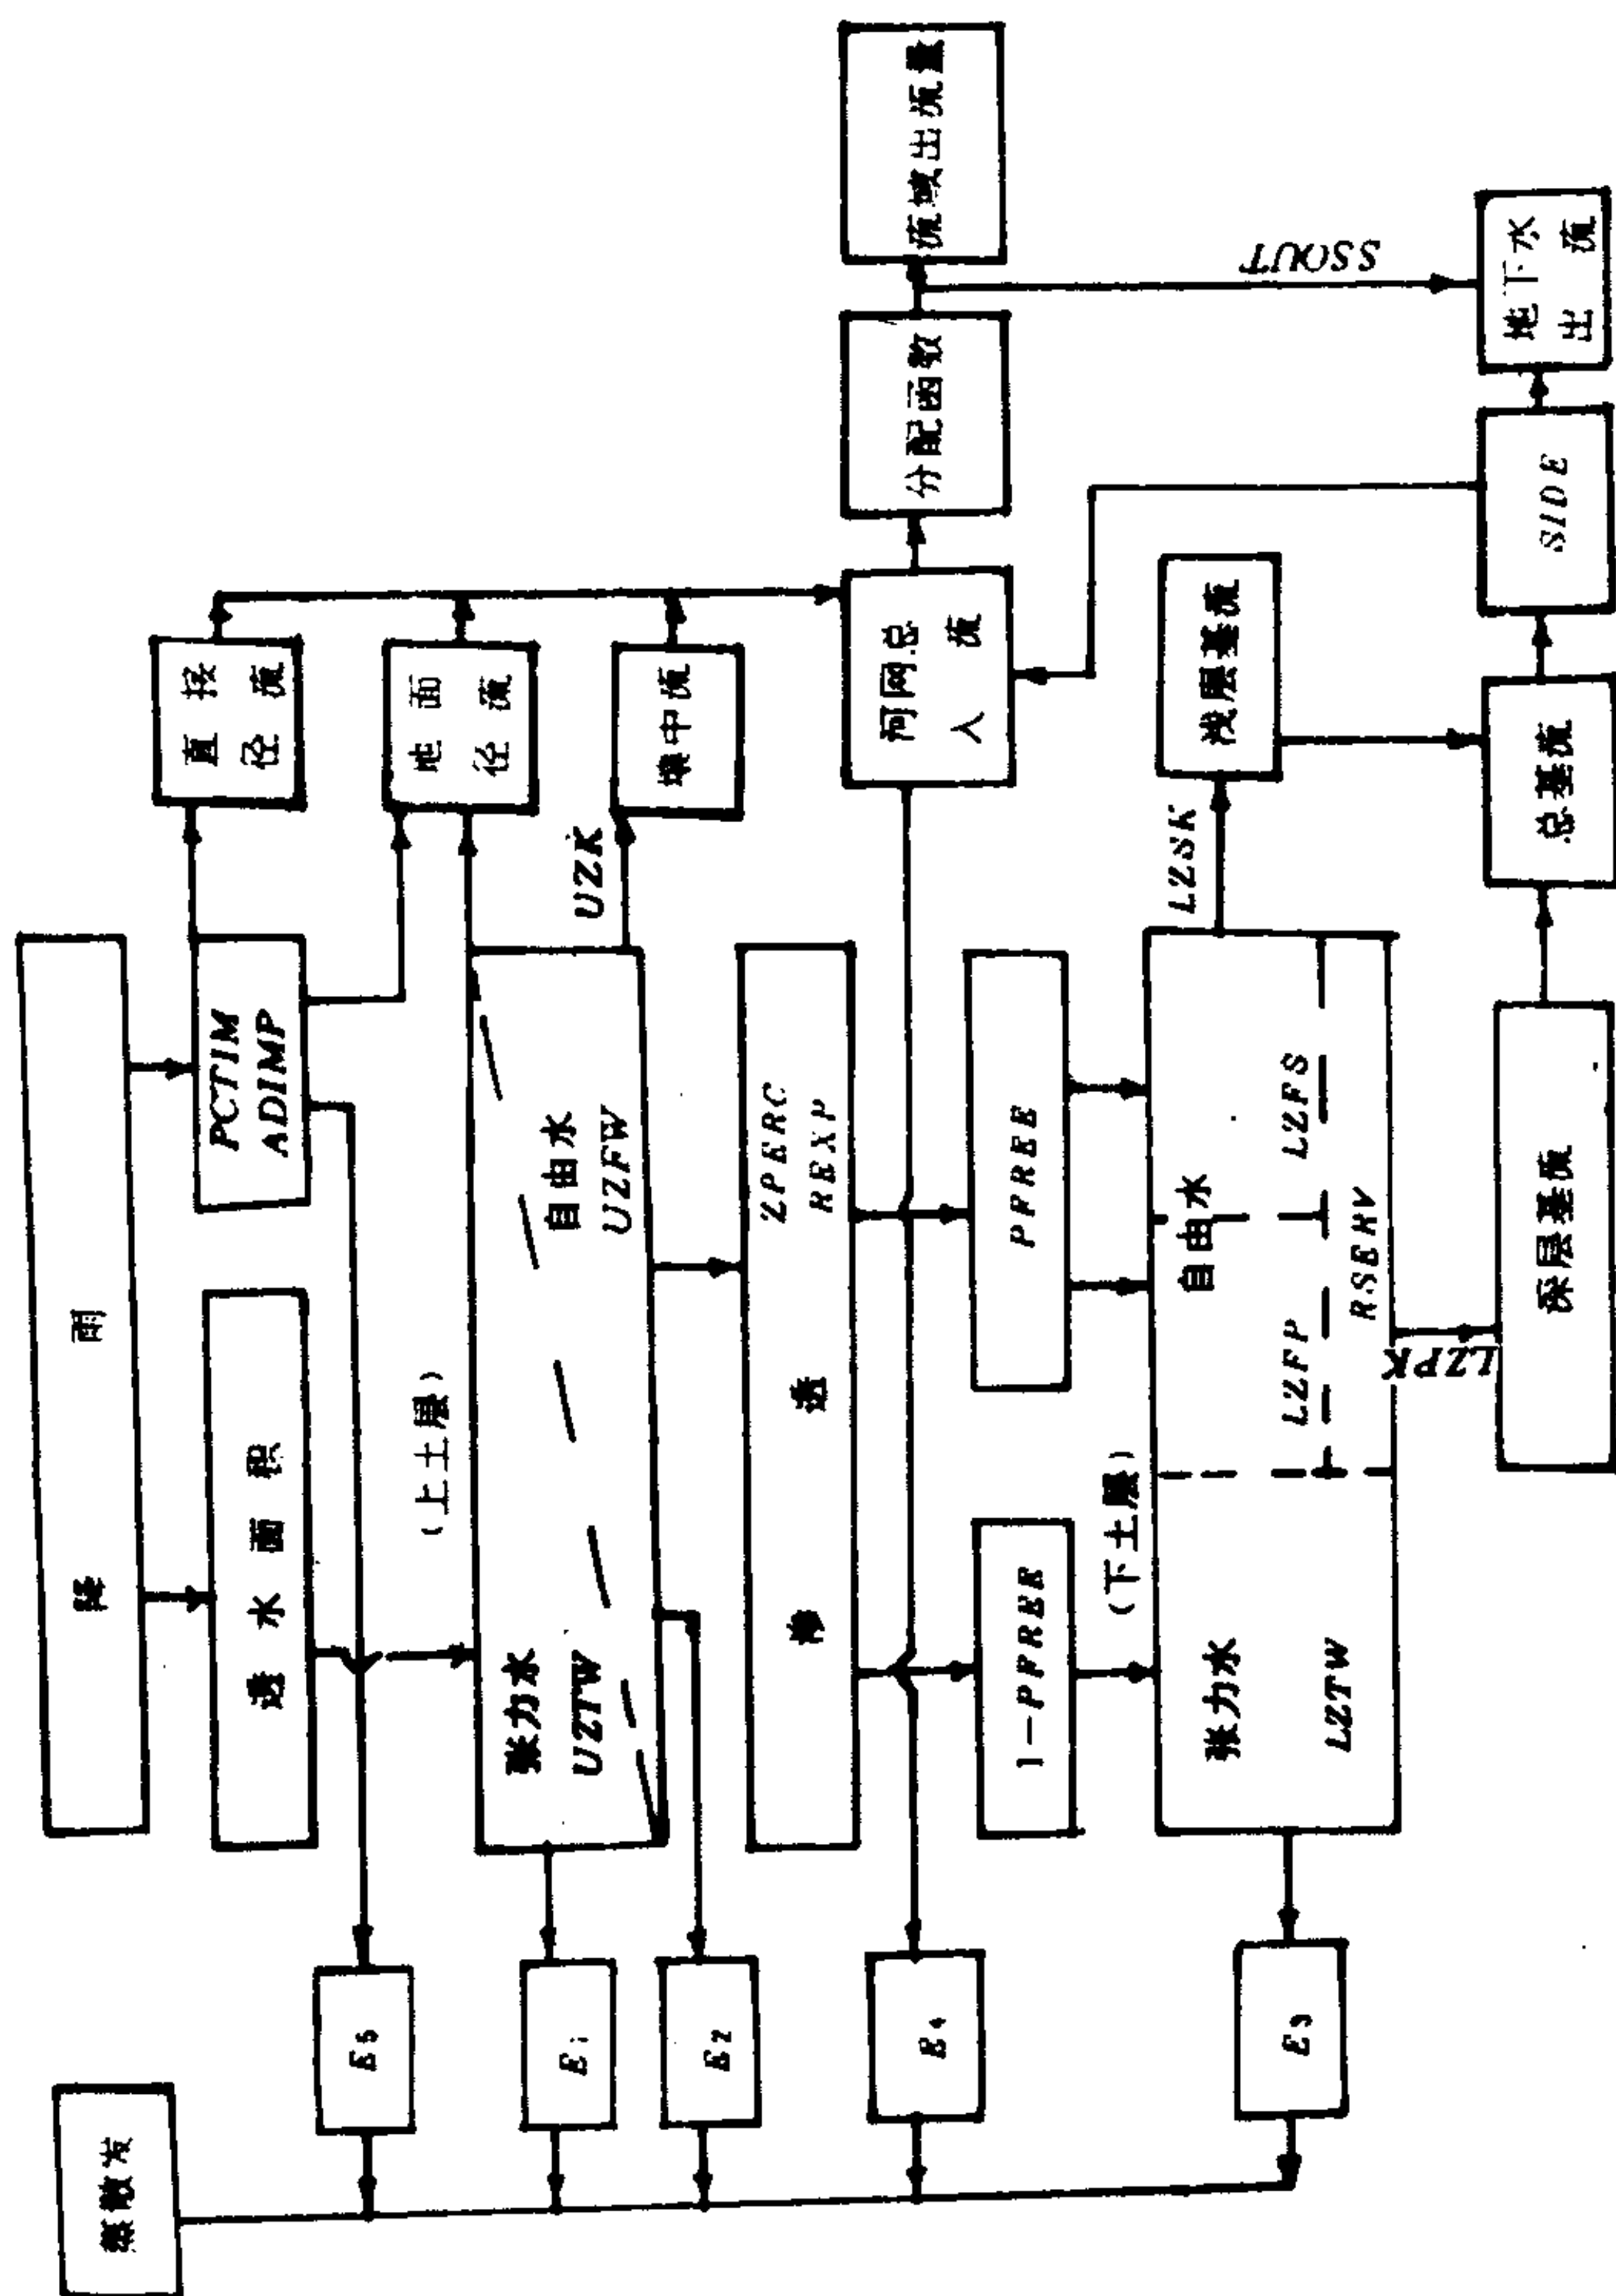 蒸散发
降 雨
透 水 面 积
PCTIM
ADIMP
直 接
径 流
E5
(上土层)
地 面
径 流
E1
张力水
UZTW
自由水
UZFW
UZK
壤中流
E2
渗 透
ZPERC
REXP
河网总
入 流
分配函数
流域出流量
E4
1-PFREE
PFREE
(下土层)
张力水
LZTW
自由水
LZFP
LZFS
RSERV
LZSK
浅层基流
SSOUT
E3
LZPK
深层基流
总基流
SIDE
地下水
出 流